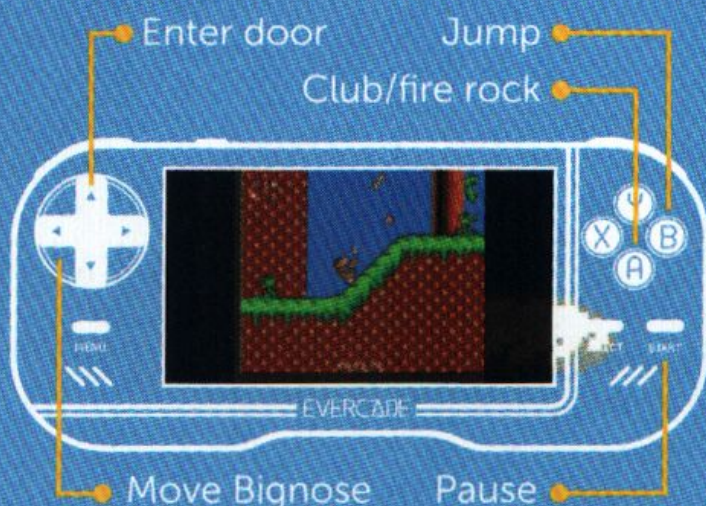 Enter door
Jump
Club/fire rock
Y
X
B
A
MENU
START
EVERCADE
Move Bignose
Pause